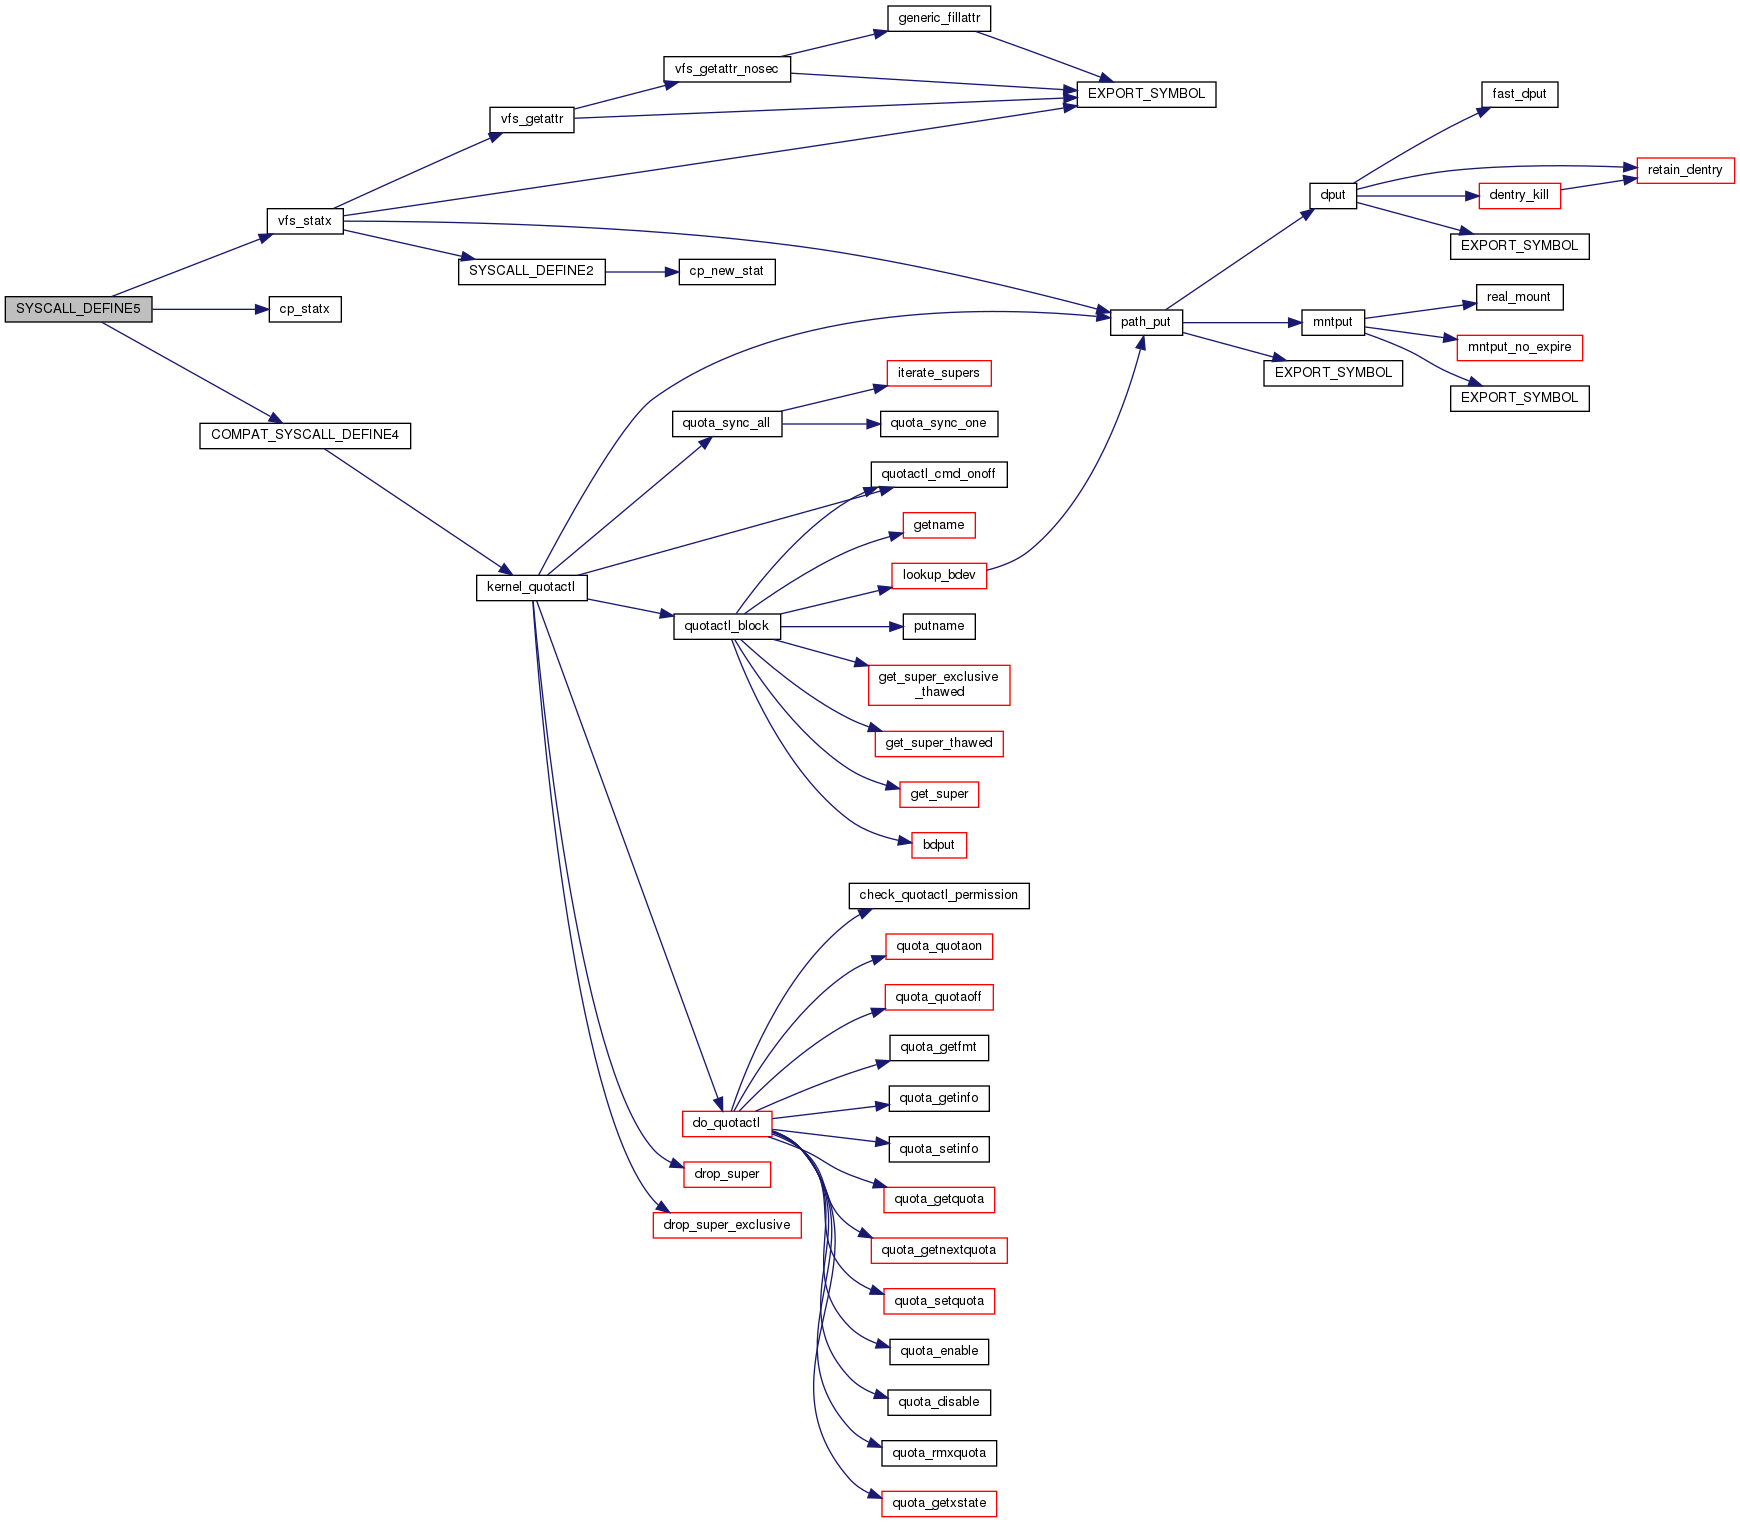 generic_fillattr
vfs_getattr_nosec
EXPORT_SYMBOL
fast_dput
vfs_getattr
retain_dentry
dput
dentry_kill
vfs_statx
EXPORT_SYMBOL
SYSCALL_DEFINE2
cp_new_stat
real_mount
SYSCALL_DEFINE5
cp_statx
path_put
mntput
mntput_no_expire
iterate_supers
EXPORT_SYMBOL
EXPORT_SYMBOL
quota_sync_all
quota_sync_one
COMPAT_SYSCALL_DEFINE4
quotactl_cmd_onoff
getname
lookup_bdev
kernel_quotactl
quotactl_block
putname
get_super_exclusive
_thawed
get_super_thawed
get_super
bdput
check_quotactl_permission
quota_quotaon
quota_quotaoff
quota_getfmt
quota_getinfo
do_quotactl
quota_setinfo
drop_super
quota_getquota
drop_super_exclusive
quota_getnextquota
quota_setquota
quota_enable
quota_disable
quota_rmxquota
quota_getxstate